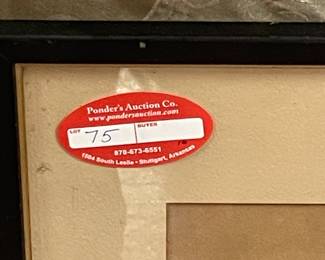 Ponder's Auction Co.
www.pondersauction.com
LOT 75 BUYER
870-673-6551
1504 South Leslie - Stuttgart, Arkansas